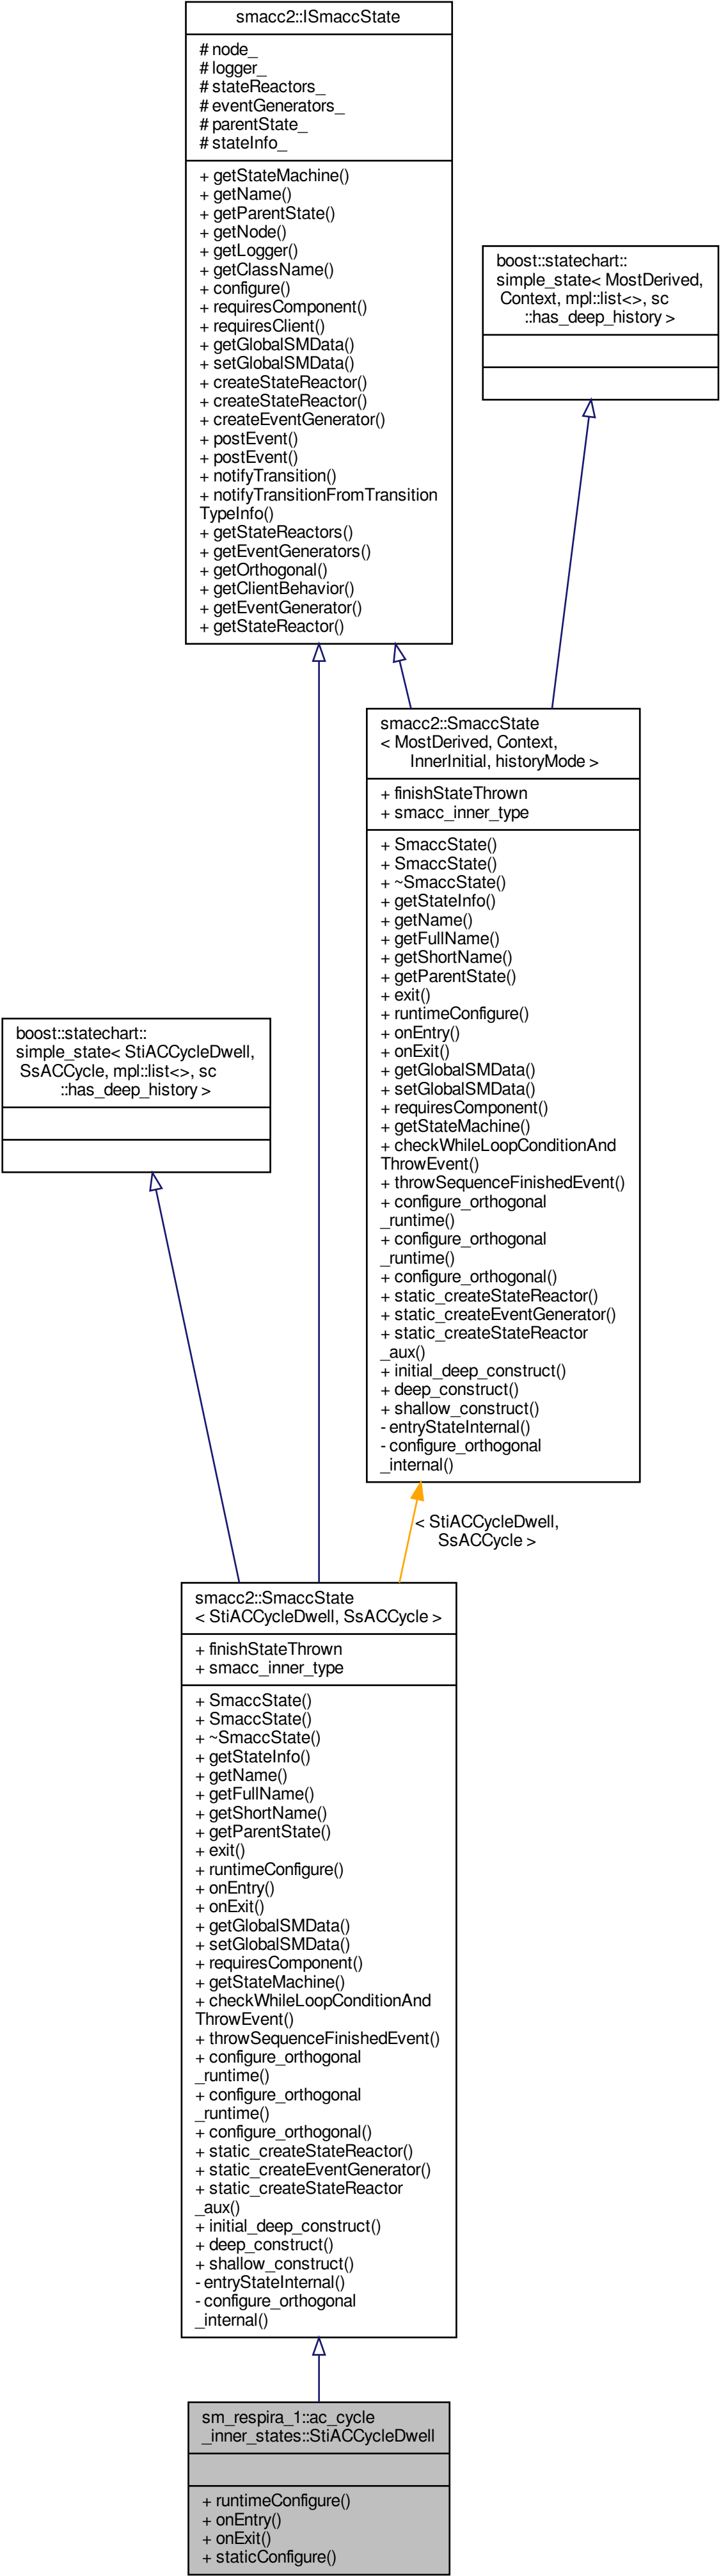 smacc2::ISmaccState
# node_
# logger_
# stateReactors_
# eventGenerators_
# parentState_
# stateInfo_
+ getStateMachine()
+ getName()
+ getParentState()
+ getNode()
+ getLogger()
+ getClassName()
+ configure()
+ requiresComponent()
+ requiresClient()
+ getGlobalSMData()
+ setGlobalSMData()
+ createStateReactor()
+ createStateReactor()
+ createEventGenerator()
+ postEvent()
+ postEvent()
+ notifyTransition()
+ notifyTransitionFromTransition
TypeInfo()
+ getStateReactors()
+ getEventGenerators()
+ getOrthogonal()
+ getClientBehavior()
+ getEventGenerator()
+ getStateReactor()
boost::statechart::
simple_state< MostDerived,
Context, mpl::list<>, sc
::has_deep_history >
smacc2::SmaccState
< MostDerived, Context,
InnerInitial, historyMode >
+ finishStateThrown
+ smacc_inner_type
+ SmaccState()
+ SmaccState()
+ ~SmaccState()
+ getStateInfo()
+ getName()
+ getFullName()
+ getShortName()
+ getParentState()
+ exit()
+ runtimeConfigure()
+ onEntry()
+ onExit()
+ getGlobalSMData()
+ setGlobalSMData()
+ requiresComponent()
+ getStateMachine()
+ checkWhileLoopConditionAnd
ThrowEvent()
+ throwSequenceFinishedEvent()
+ configure_orthogonal
_runtime()
+ configure_orthogonal
_runtime()
+ configure_orthogonal()
+ static_createStateReactor()
+ static_createEventGenerator()
+ static_createStateReactor
_aux()
+ initial_deep_construct()
+ deep_construct()
+ shallow_construct()
- entryStateInternal()
- configure_orthogonal
_internal()
boost::statechart::
simple_state< StiACCycleDwell,
SsACCycle, mpl::list<>, sc
::has_deep_history >
< StiACCycleDwell,
SsACCycle >
smacc2::SmaccState
< StiACCycleDwell, SsACCycle >
+ finishStateThrown
+ smacc_inner_type
+ SmaccState()
+ SmaccState()
+ ~SmaccState()
+ getStateInfo()
+ getName()
+ getFullName()
+ getShortName()
+ getParentState()
+ exit()
+ runtimeConfigure()
+ onEntry()
+ onExit()
+ getGlobalSMData()
+ setGlobalSMData()
+ requiresComponent()
+ getStateMachine()
+ checkWhileLoopConditionAnd
ThrowEvent()
+ throwSequenceFinishedEvent()
+ configure_orthogonal
_runtime()
+ configure_orthogonal
_runtime()
+ configure_orthogonal()
+ static_createStateReactor()
+ static_createEventGenerator()
+ static_createStateReactor
_aux()
+ initial_deep_construct()
+ deep_construct()
+ shallow_construct()
- entryStateInternal()
- configure_orthogonal
_internal()
sm_respira_1::ac_cycle
_inner_states::StiACCycleDwell
+ runtimeConfigure()
+ onEntry()
+ onExit()
+ staticConfigure()